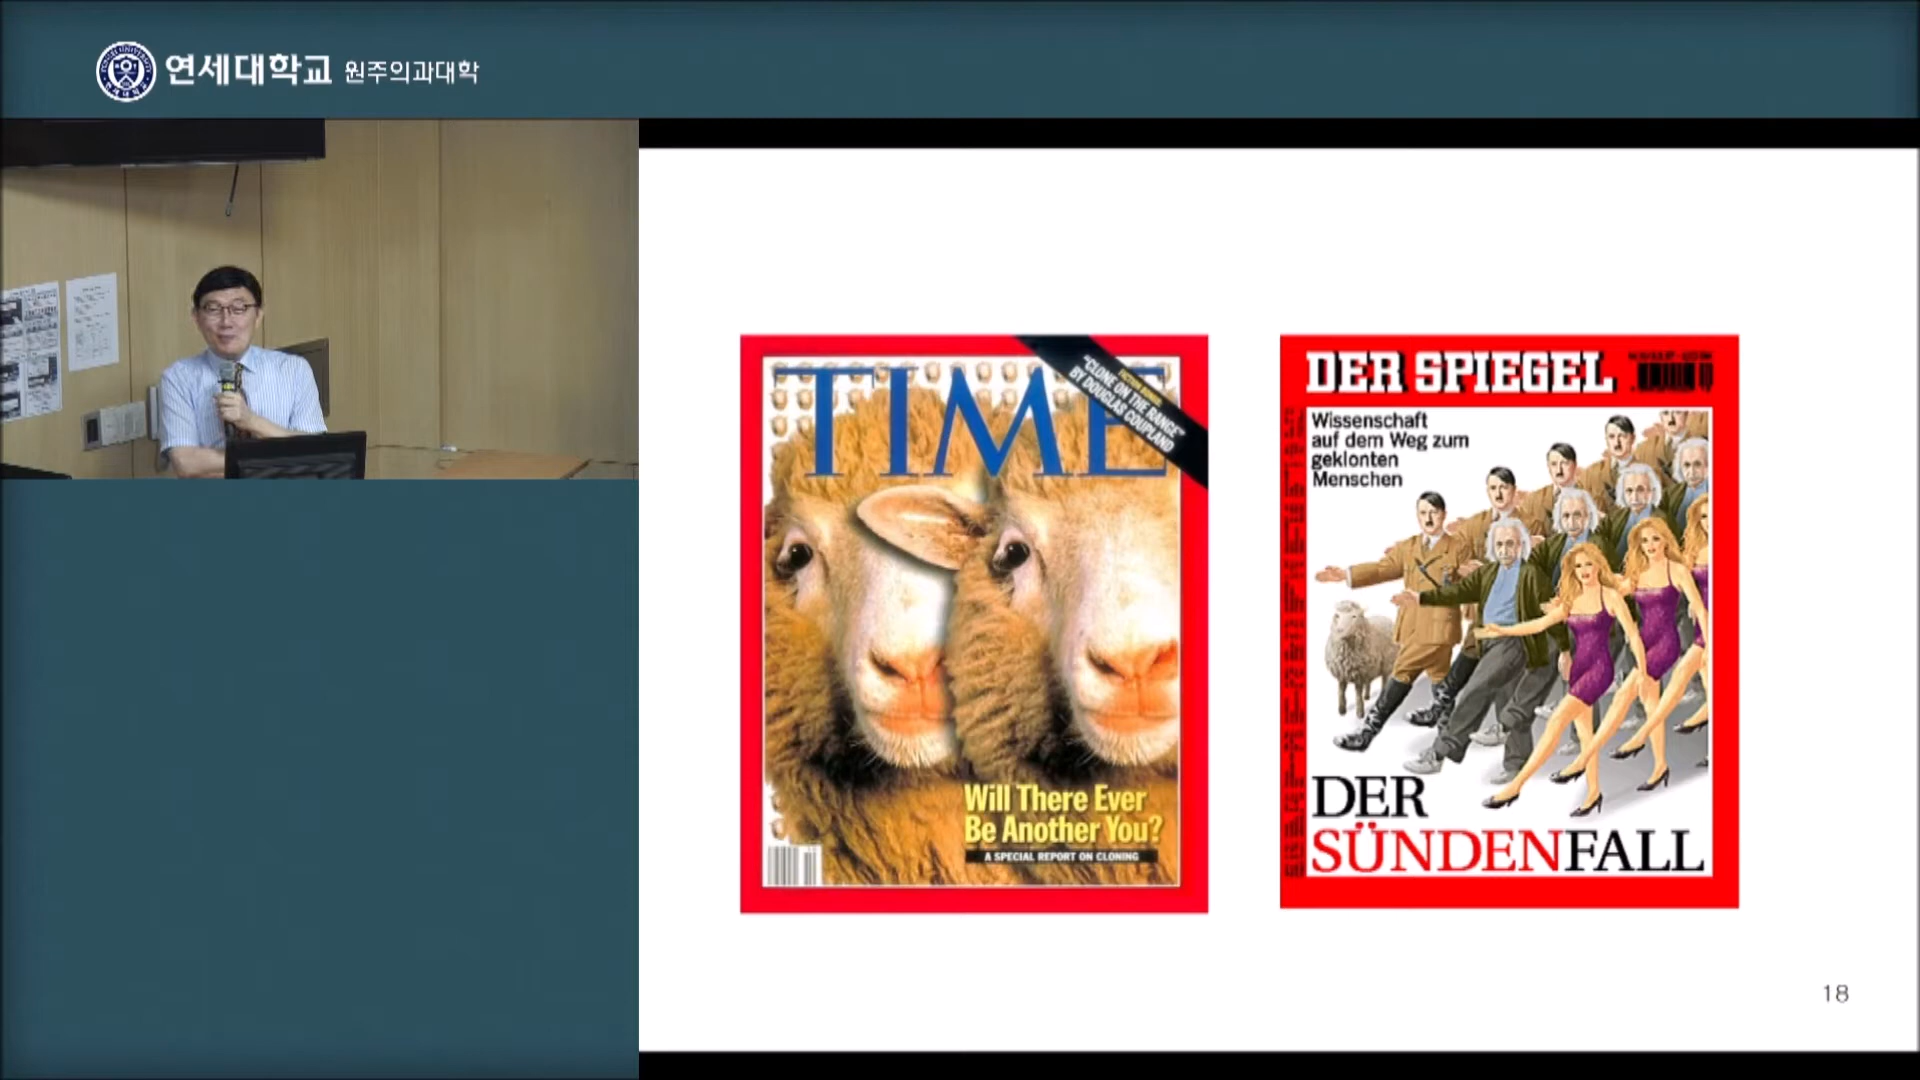 연세대학교 원주의과대학
TIME
"CLONE ON THE RANGE"
BY DOUGLAS COUPLAND
Will There Ever
Be Another You?
A SPECIAL REPORT ON CLONING
DER SPIEGEL
Wissenschaft
auf dem Weg zum
geklonten
Menschen
DER
SÜNDENFALL
18